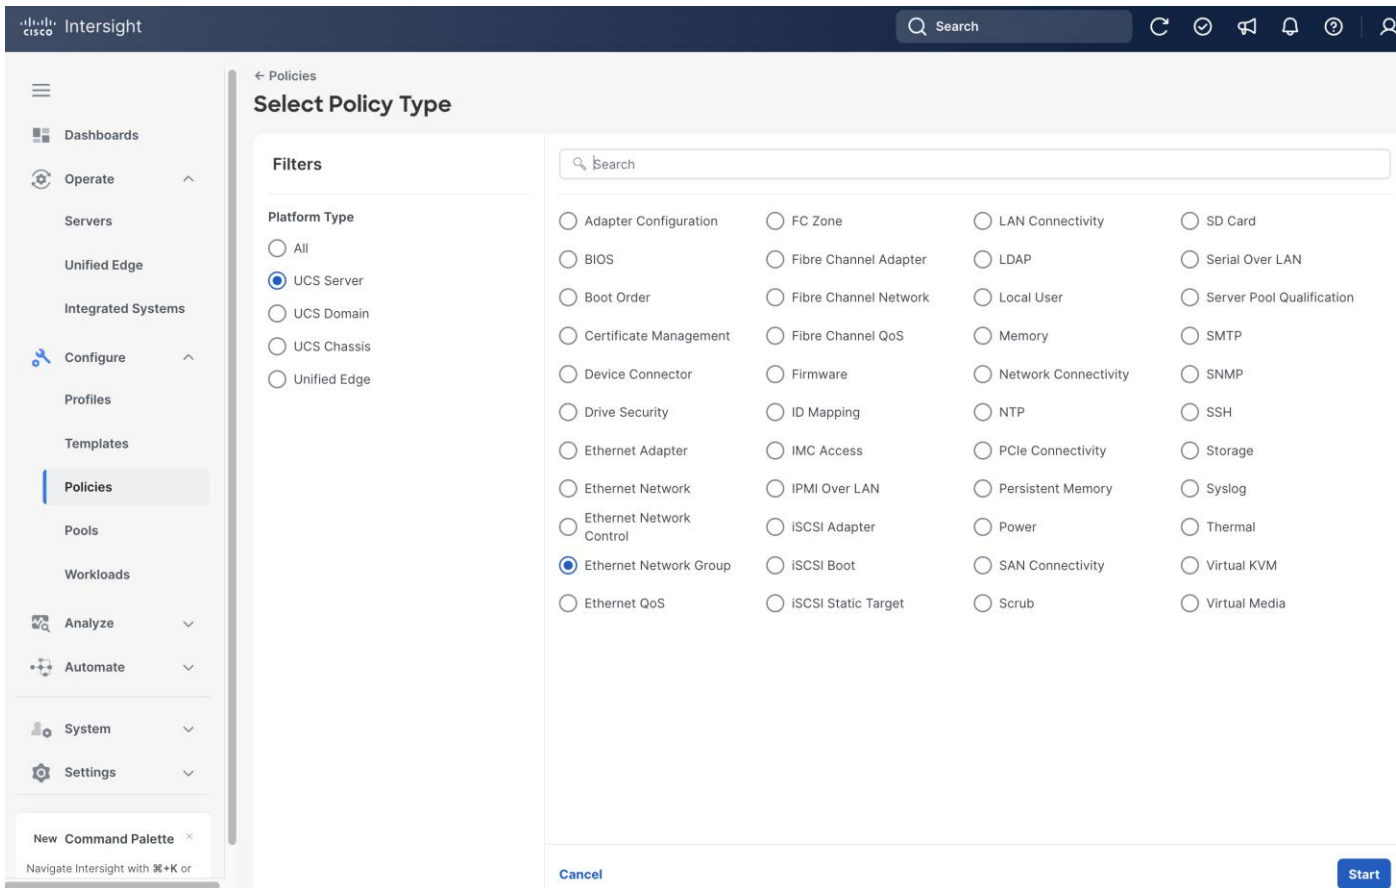 cisco Intersight
Search
← Policies
Select Policy Type
Dashboards
Operate
Servers
Unified Edge
Integrated Systems
Configure
Profiles
Templates
Policies
Pools
Workloads
Analyze
Automate
System
Settings
New Command Palette
Navigate Intersight with ⌘+K or
Filters
Platform Type
All
UCS Server
UCS Domain
UCS Chassis
Unified Edge
Search
Adapter Configuration
BIOS
Boot Order
Certificate Management
Device Connector
Drive Security
Ethernet Adapter
Ethernet Network
Ethernet Network
Control
Ethernet Network Group
Ethernet QoS
FC Zone
Fibre Channel Adapter
Fibre Channel Network
Fibre Channel QoS
Firmware
ID Mapping
IMC Access
IPMI Over LAN
iSCSI Adapter
iSCSI Boot
iSCSI Static Target
LAN Connectivity
LDAP
Local User
Memory
Network Connectivity
NTP
PCIe Connectivity
Persistent Memory
Power
SAN Connectivity
Scrub
SD Card
Serial Over LAN
Server Pool Qualification
SMTP
SNMP
SSH
Storage
Syslog
Thermal
Virtual KVM
Virtual Media
Cancel
Start